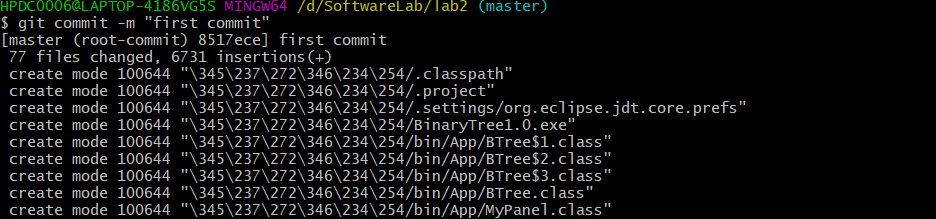 HPDC0006@LAPTOP-4186VG5S MINGW64 /d/SoftwareLab/lab2 (master)
$ git commit -m "first commit"
[master (root-commit) 8517ece] first commit
 77 files changed, 6731 insertions(+)
 create mode 100644 "\345\237\272\346\234\254/.classpath"
 create mode 100644 "\345\237\272\346\234\254/.project"
 create mode 100644 "\345\237\272\346\234\254/.settings/org.eclipse.jdt.core.prefs"
 create mode 100644 "\345\237\272\346\234\254/BinaryTree1.0.exe"
 create mode 100644 "\345\237\272\346\234\254/bin/App/BTree$1.class"
 create mode 100644 "\345\237\272\346\234\254/bin/App/BTree$2.class"
 create mode 100644 "\345\237\272\346\234\254/bin/App/BTree$3.class"
 create mode 100644 "\345\237\272\346\234\254/bin/App/BTree.class"
 create mode 100644 "\345\237\272\346\234\254/bin/App/MyPanel.class"